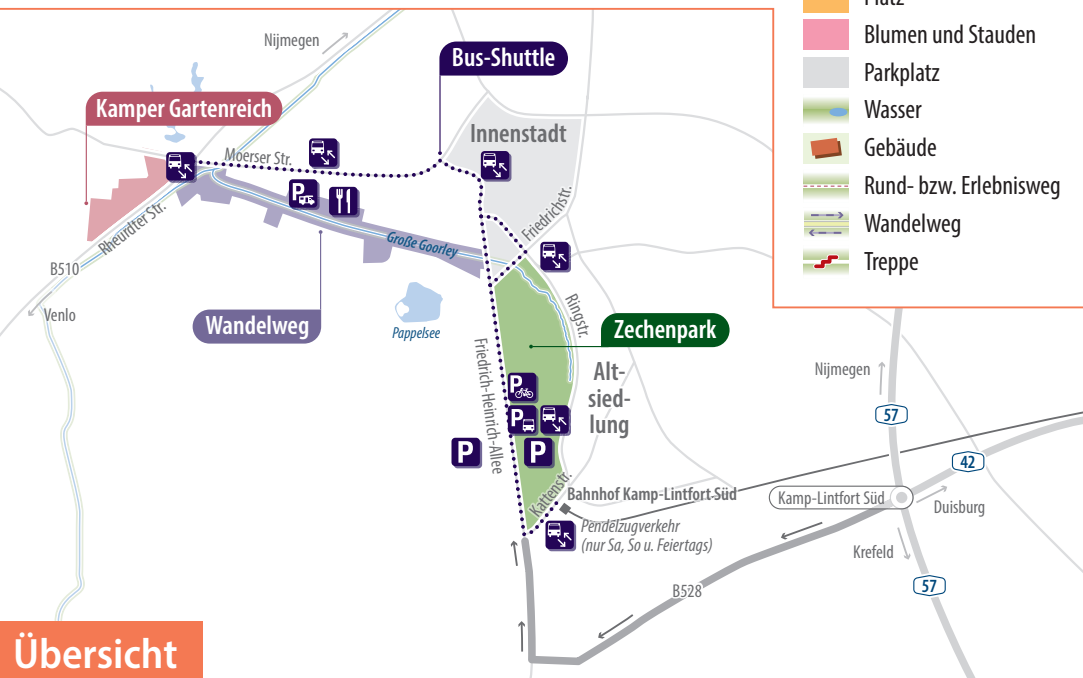 Platz
Blumen und Stauden
Parkplatz
Wasser
Gebäude
Rund- bzw. Erlebnisweg
Wandelweg
Treppe
Nijmegen
Bus-Shuttle
Kamper Gartenreich
Innenstadt
Moerser Str.
P
Rheurdter Str.
Friedrichstr.
Große Goorley
B510
Venlo
Wandelweg
Pappelsee
Ringstr.
Zechenpark
Friedrich-Heinrich-Allee
Alt-
sied-
lung
P
P
P
P
Kattenstr.
Bahnhof Kamp-Lintfort Süd
Pendelzugverkehr
(nur Sa, So u. Feiertags)
Nijmegen
57
42
Kamp-Lintfort Süd
Duisburg
Krefeld
57
B528
Übersicht